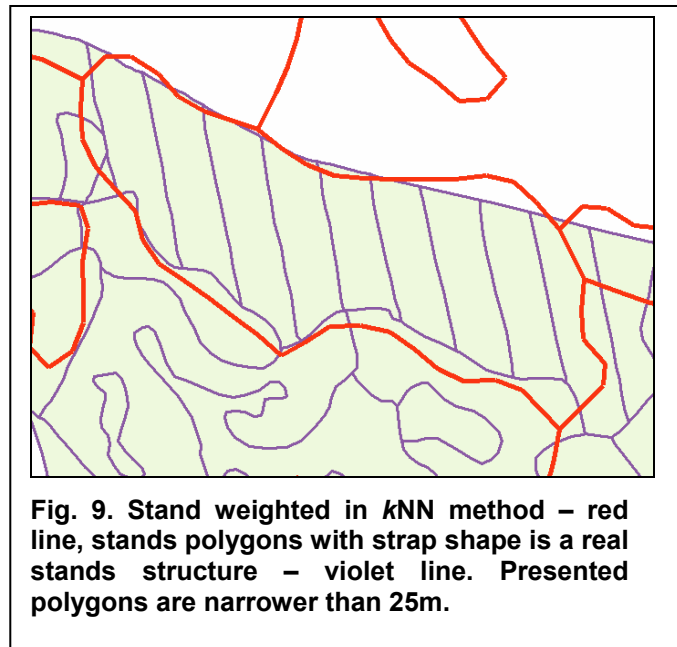 Fig. 9. Stand weighted in kNN method – red
line, stands polygons with strap shape is a real
stands structure – violet line. Presented
polygons are narrower than 25m.